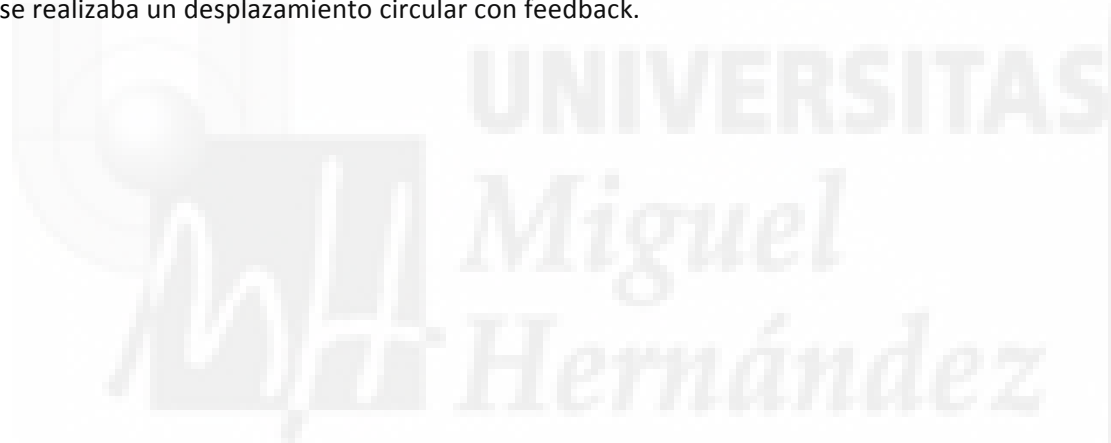 se realizaba un desplazamiento circular con feedback.
UNIVERSITAS
Miguel
Hernández